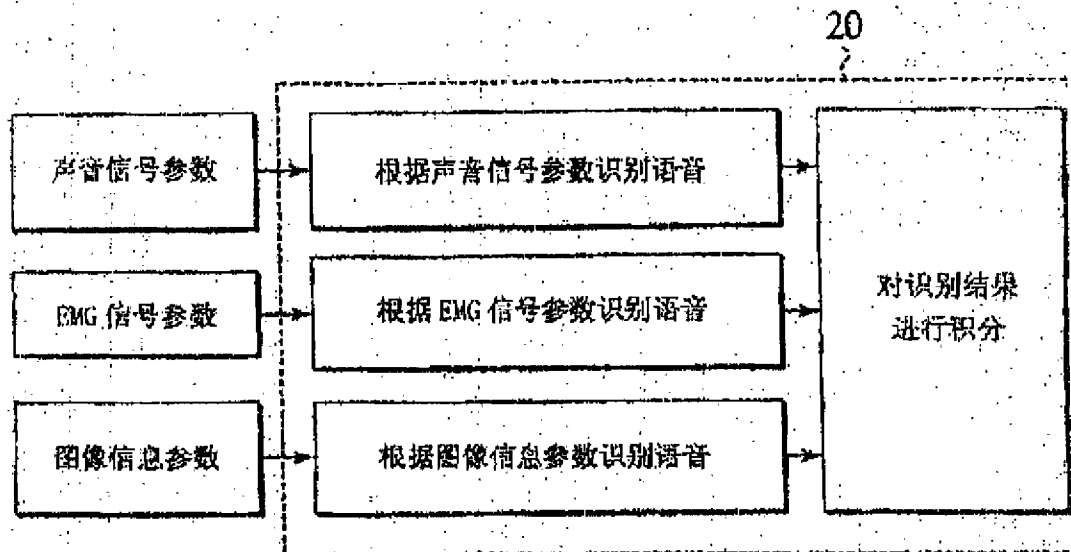 20
声音信号参数
根据声音信号参数识别语音
EMG 信号参数
根据 EMG 信号参数识别语音
对识别结果
进行积分
图像信息参数
根据图像信息参数识别语音